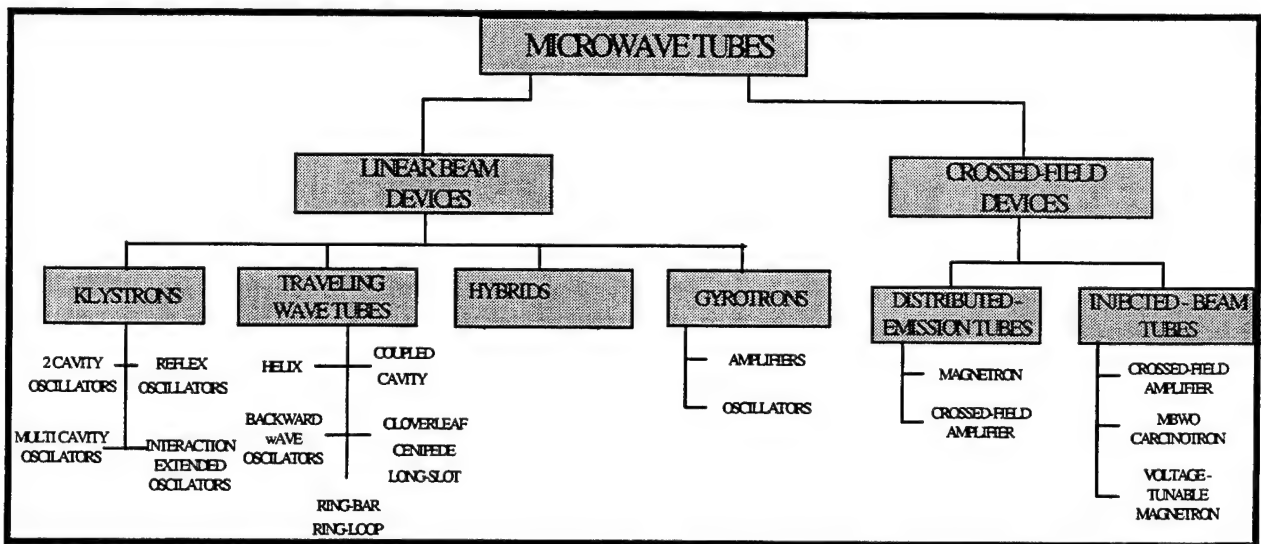 MICROWAVE TUBES
LINEAR BEAM
DEVICES
CROSSED-FIELD
DEVICES
KLYSTRONS
TRAVELING
WAVE TUBES
HYBRIDS
GYROTRONS
DISTRIBUTED-
EMISSION TUBES
INJECTED - BEAM
TUBES
2 CAVITY
OSCILLATORS
REFLEX
OSCILLATORS
MULTI CAVITY
OSCILATORS
INTERACTION
EXTENDED
OSCILATORS
HELIX
COUPLED
CAVITY
BACKWARD
wAVE
OSCILATORS
CLOVERLEAF
CENIPEDE
LONG-SLOT
RING-BAR
RING-LOOP
AMPLIFIERS
OSCILLATORS
MAGNETRON
CROSSED-FIELD
AMPLIFIER
CROSSED-FIELD
AMPLIFIER
MBWO
CARCINOTRON
VOLTAGE -
TUNABLE
MAGNETRON